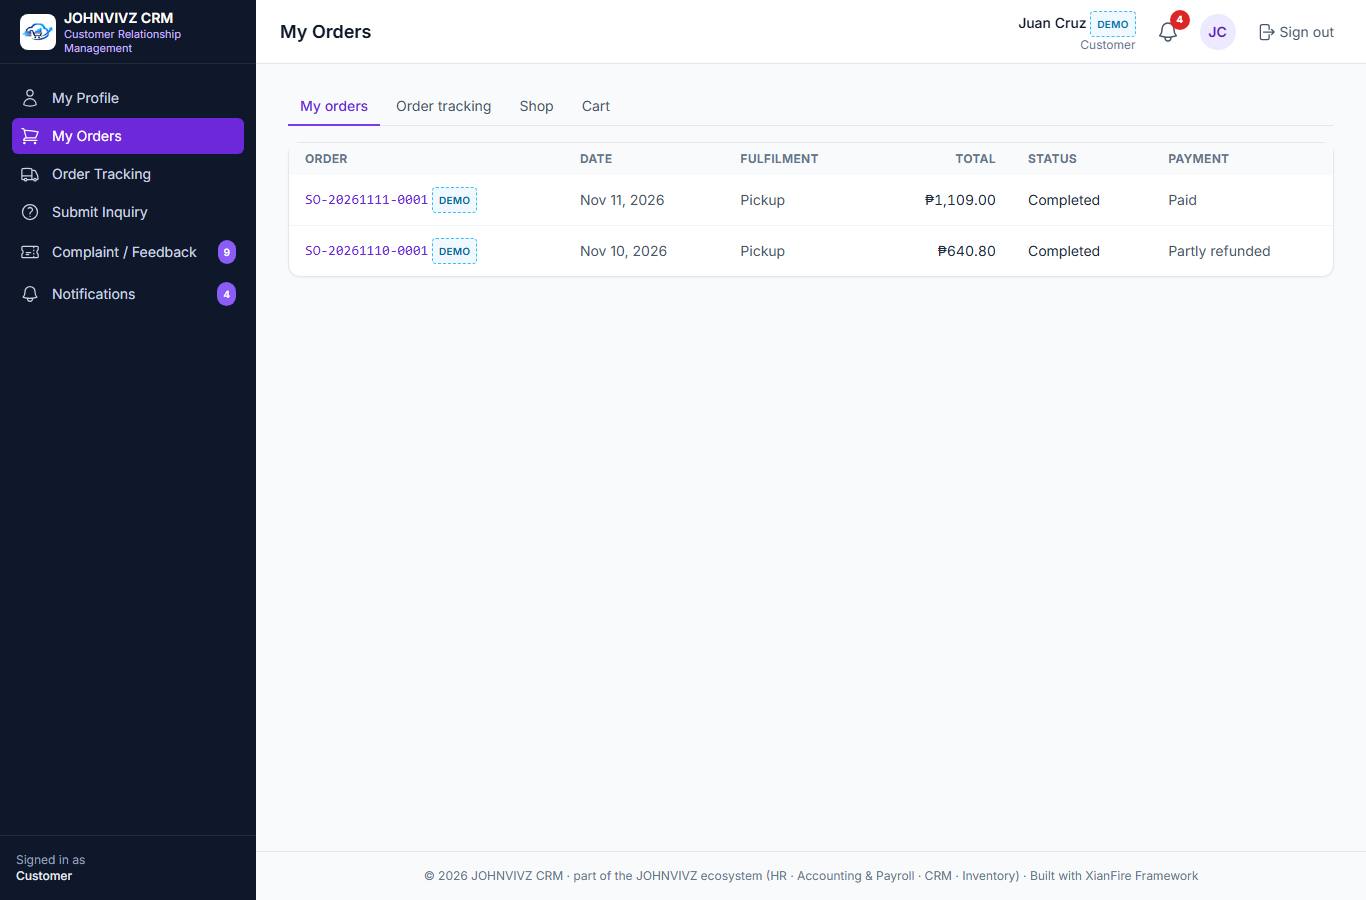 JOHNVIVZ CRM
Customer Relationship
Management
My Profile
My Orders
Order Tracking
Submit Inquiry
Complaint / Feedback 9
Notifications 4
Signed in as
Customer
My Orders
Juan Cruz DEMO
Customer
4
JC
Sign out
My orders Order tracking Shop Cart
ORDER DATE FULFILMENT TOTAL STATUS PAYMENT
SO-20261111-0001 DEMO Nov 11, 2026 Pickup ₱1,109.00 Completed Paid
SO-20261110-0001 DEMO Nov 10, 2026 Pickup ₱640.80 Completed Partly refunded
© 2026 JOHNVIVZ CRM · part of the JOHNVIVZ ecosystem (HR · Accounting & Payroll · CRM · Inventory) · Built with XianFire Framework